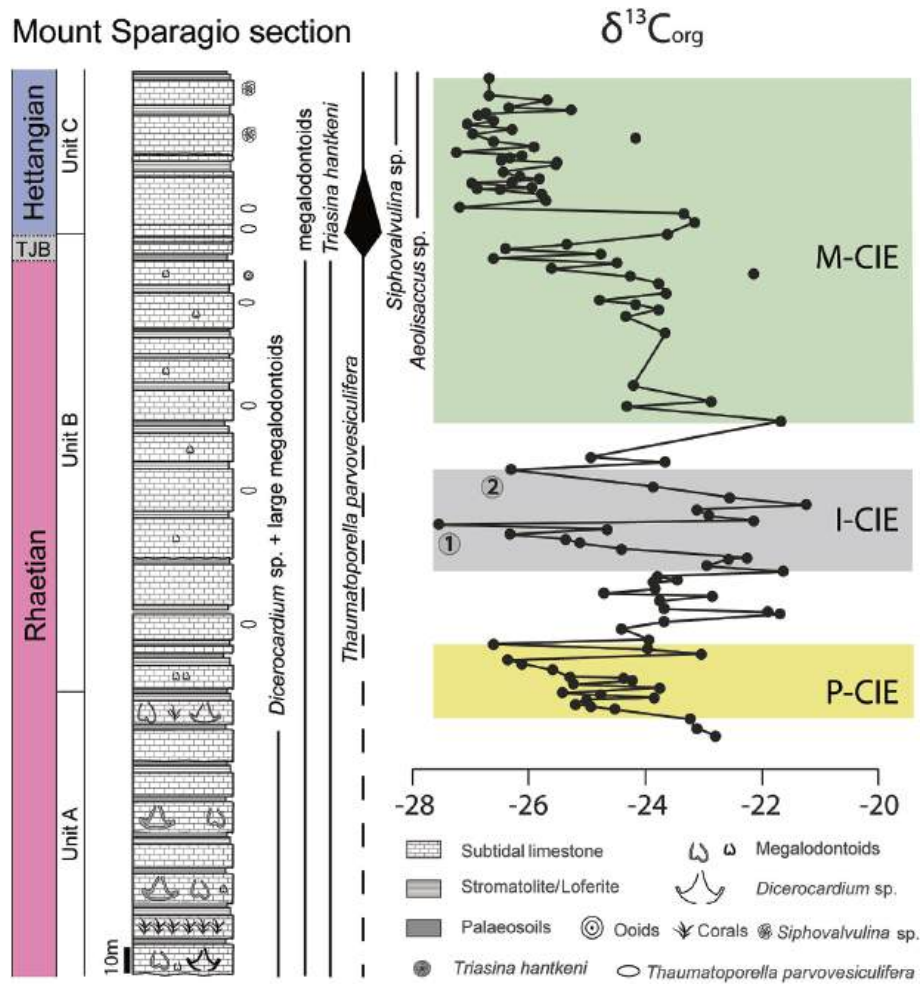 Mount Sparagio section
δ¹³Corg
Hettangian
TJB
Rhaetian
Unit C
Unit B
Unit A
10m
Dicerocardium sp. + large megalodontoids
megalodontoids
Triasina hantkeni
Thaumatoporella parvovesiculifera
Siphovalvulina sp.
Aeolisaccus sp.
M-CIE
2
I-CIE
1
P-CIE
-28 -26 -24 -22 -20
Subtidal limestone
Megalodontoids
Stromatolite/Loferite
Dicerocardium sp.
Palaeosoils
Ooids
Corals
Siphovalvulina sp.
Triasina hantkeni
Thaumatoporella parvovesiculifera